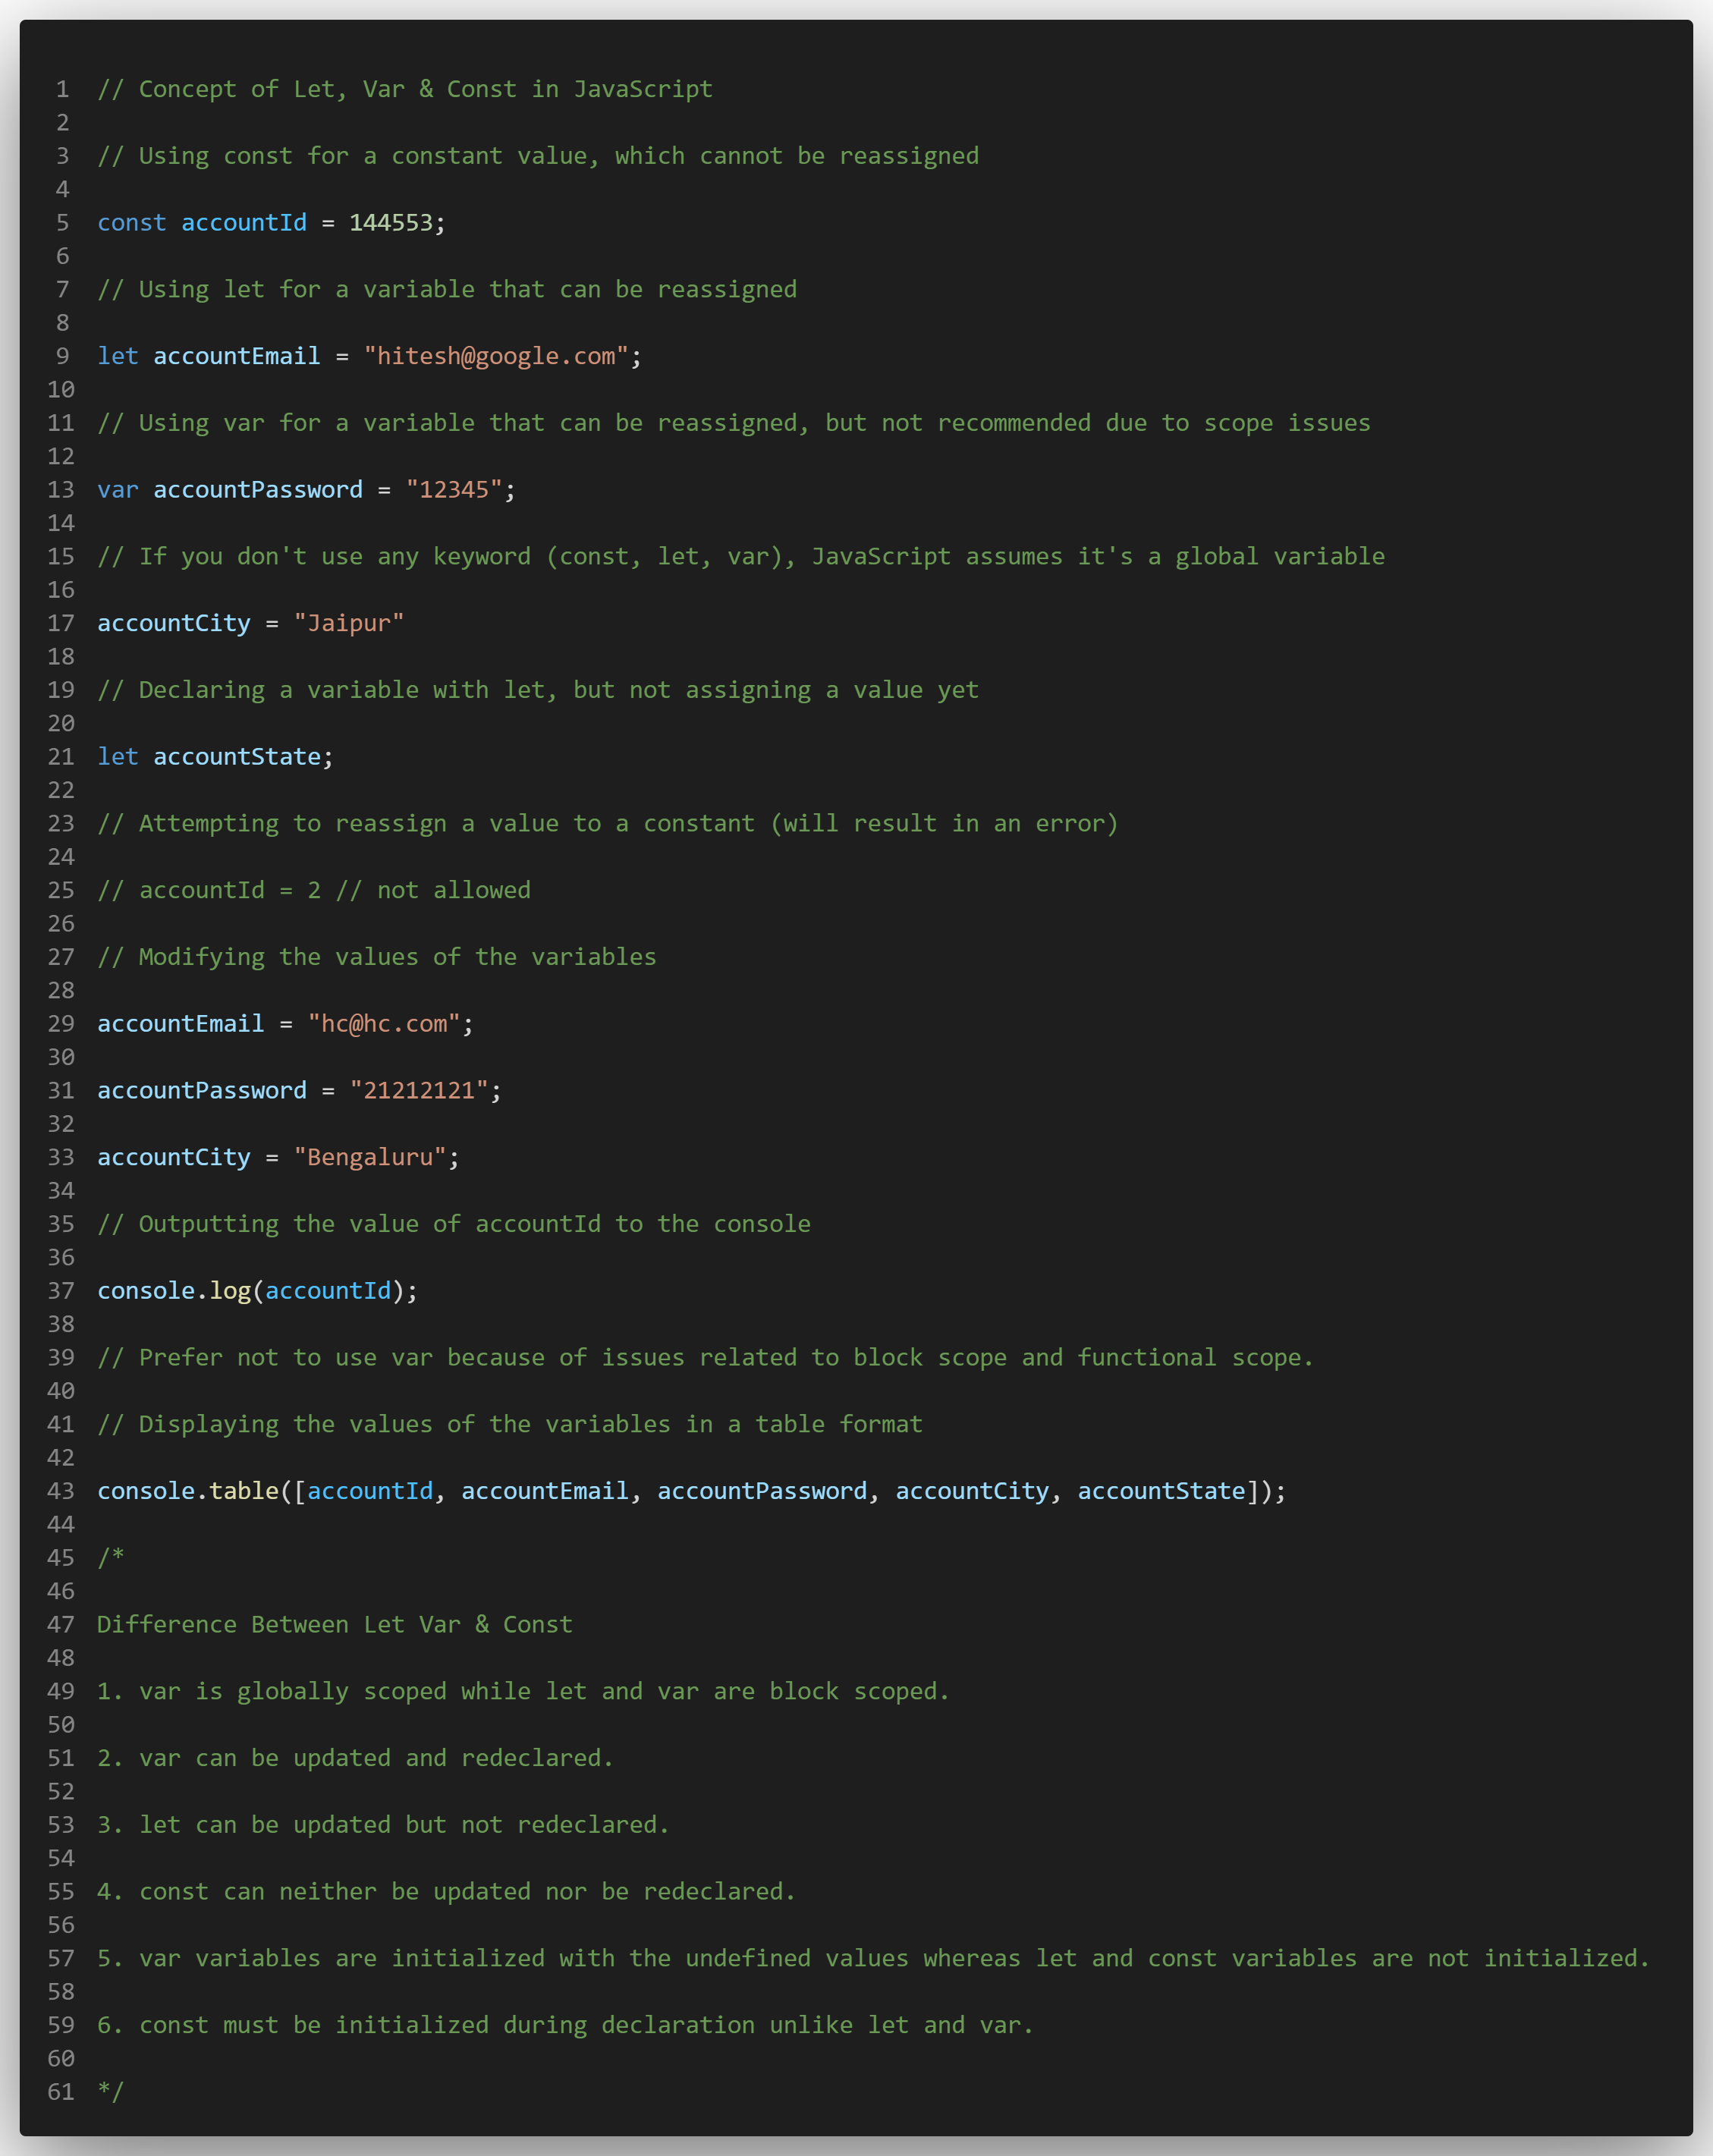 1 // Concept of Let, Var & Const in JavaScript
2
3 // Using const for a constant value, which cannot be reassigned
4
5 const accountId = 144553;
6
7 // Using let for a variable that can be reassigned
8
9 let accountEmail = "hitesh@google.com";
10
11 // Using var for a variable that can be reassigned, but not recommended due to scope issues
12
13 var accountPassword = "12345";
14
15 // If you don't use any keyword (const, let, var), JavaScript assumes it's a global variable
16
17 accountCity = "Jaipur"
18
19 // Declaring a variable with let, but not assigning a value yet
20
21 let accountState;
22
23 // Attempting to reassign a value to a constant (will result in an error)
24
25 // accountId = 2 // not allowed
26
27 // Modifying the values of the variables
28
29 accountEmail = "hc@hc.com";
30
31 accountPassword = "21212121";
32
33 accountCity = "Bengaluru";
34
35 // Outputting the value of accountId to the console
36
37 console.log(accountId);
38
39 // Prefer not to use var because of issues related to block scope and functional scope.
40
41 // Displaying the values of the variables in a table format
42
43 console.table([accountId, accountEmail, accountPassword, accountCity, accountState]);
44
45 /*
46
47 Difference Between Let Var & Const
48
49 1. var is globally scoped while let and var are block scoped.
50
51 2. var can be updated and redeclared.
52
53 3. let can be updated but not redeclared.
54
55 4. const can neither be updated nor be redeclared.
56
57 5. var variables are initialized with the undefined values whereas let and const variables are not initialized.
58
59 6. const must be initialized during declaration unlike let and var.
60
61 */